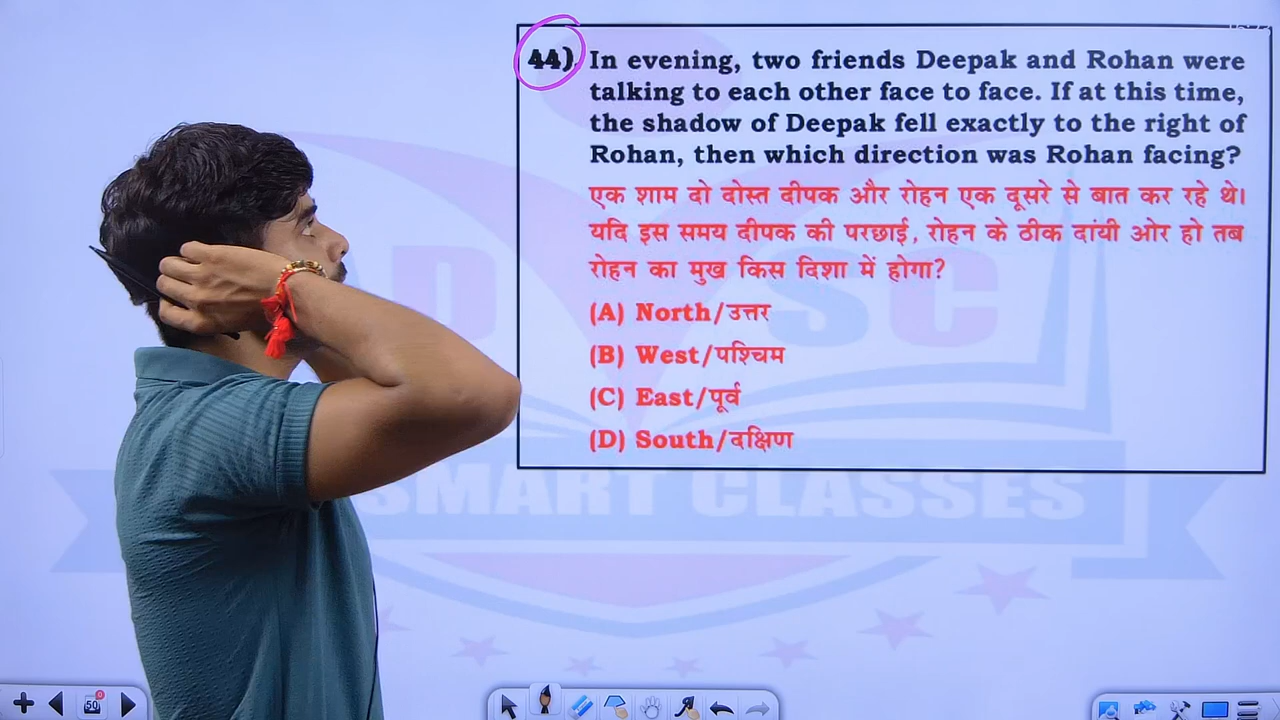 44). In evening, two friends Deepak and Rohan were
talking to each other face to face. If at this time,
the shadow of Deepak fell exactly to the right of
Rohan, then which direction was Rohan facing?
एक शाम दो दोस्त दीपक और रोहन एक दूसरे से बात कर रहे थे।
यदि इस समय दीपक की परछाई, रोहन के ठीक दांयी ओर हो तब
रोहन का मुख किस दिशा में होगा?
(A) North/उत्तर
(B) West/पश्चिम
(C) East/पूर्व
(D) South/दक्षिण
D SC
SMART CLASSES
50
0